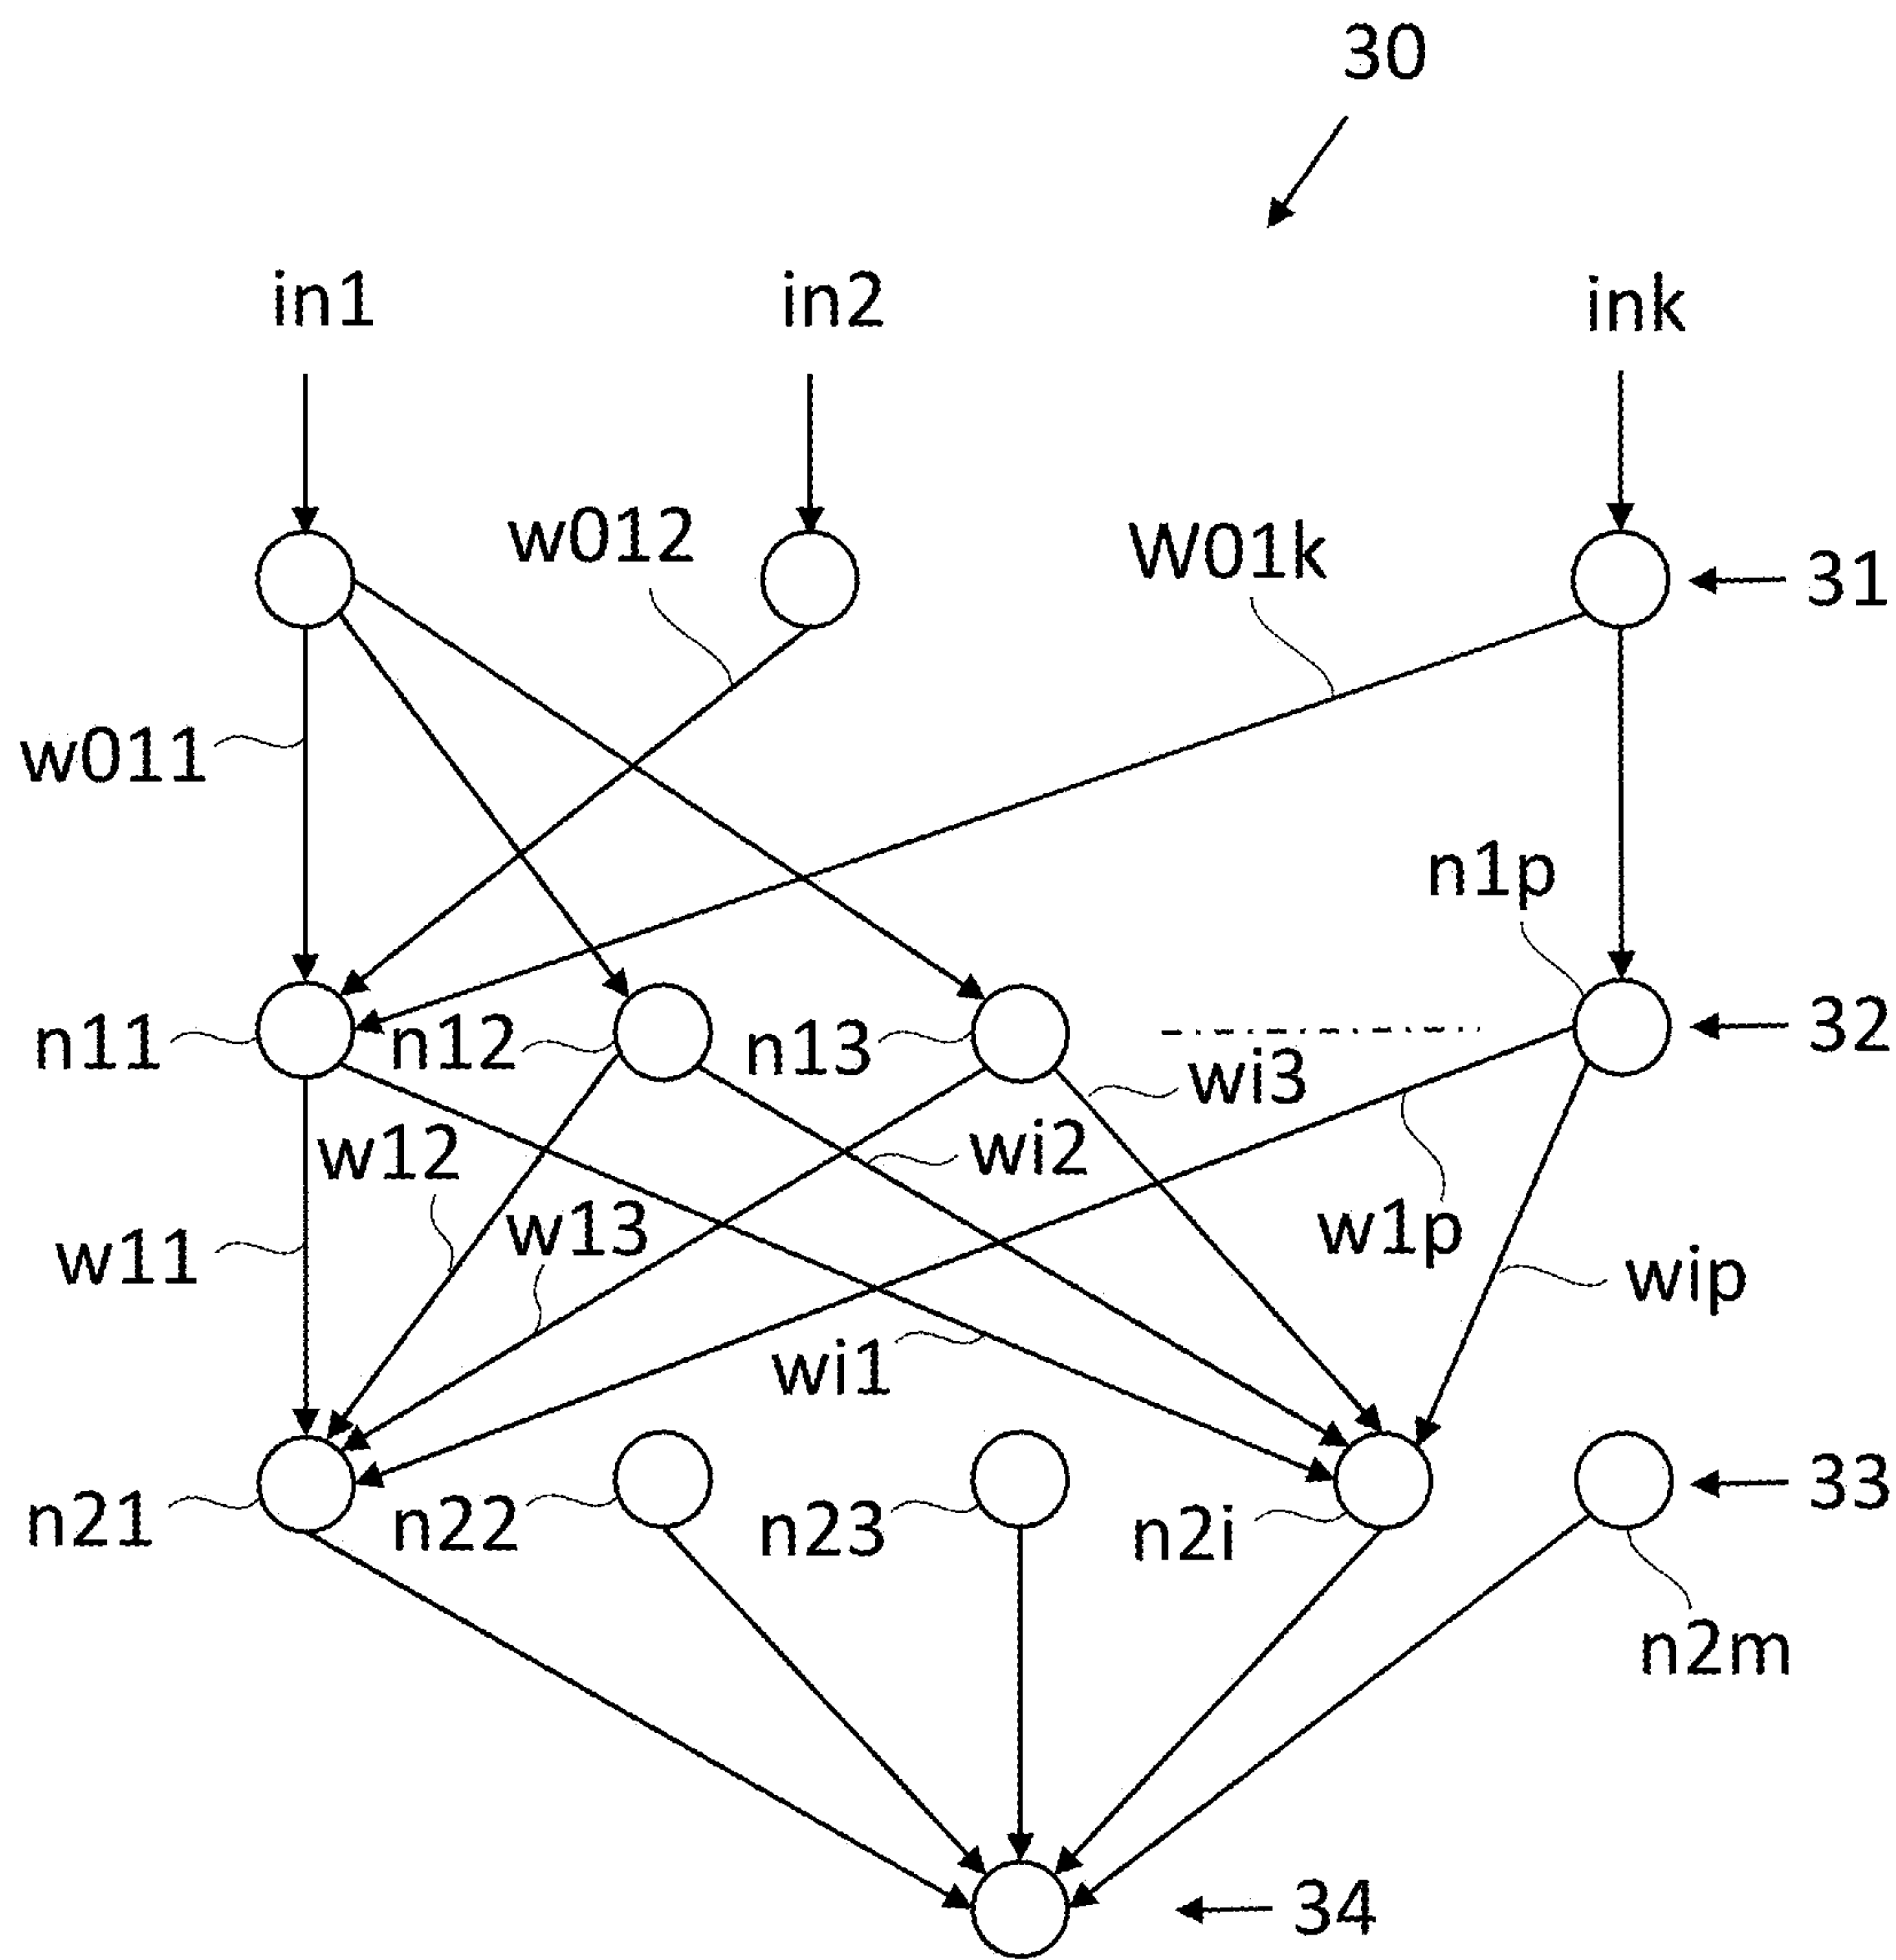 30
in1 in2 ink
w012 W01k 31
w011
n1p
n11 n12 n13 32
wi3
w12 wi2
w13 w1p
w11 wip
wi1
n21 n22 n23 n2i 33
n2m
34